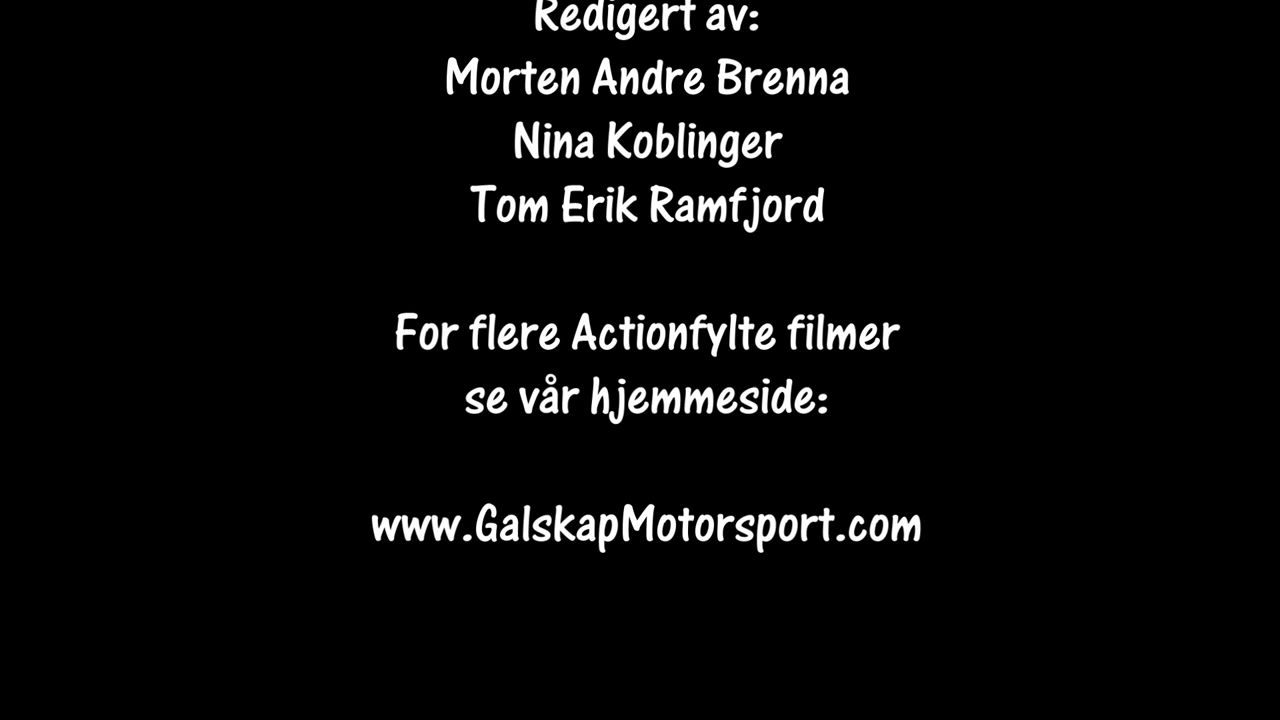 Redigert av:
Morten Andre Brenna
Nina Koblinger
Tom Erik Ramfjord
For flere Actionfylte filmer
se vår hjemmeside:
www.GalskapMotorsport.com